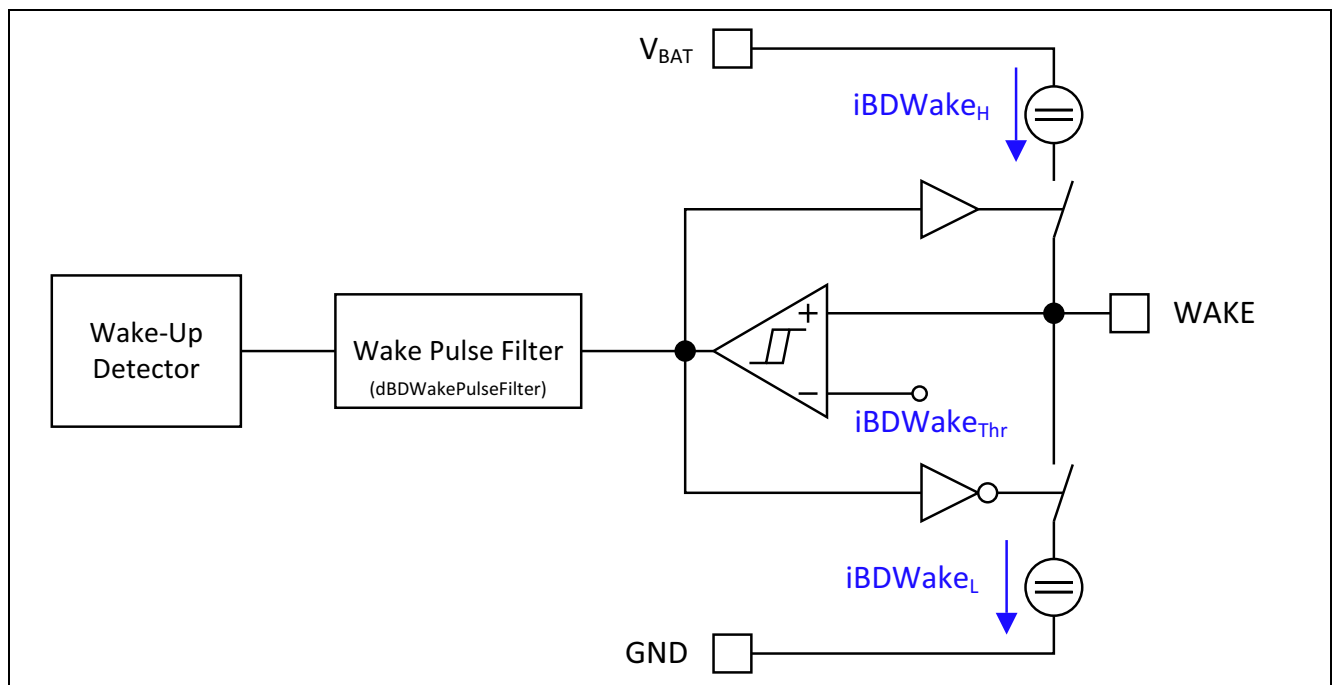 VBAT
iBDWakeH
Wake-Up
Detector
Wake Pulse Filter
(dBDWakePulseFilter)
+
−
WAKE
iBDWakeThr
iBDWakeL
GND